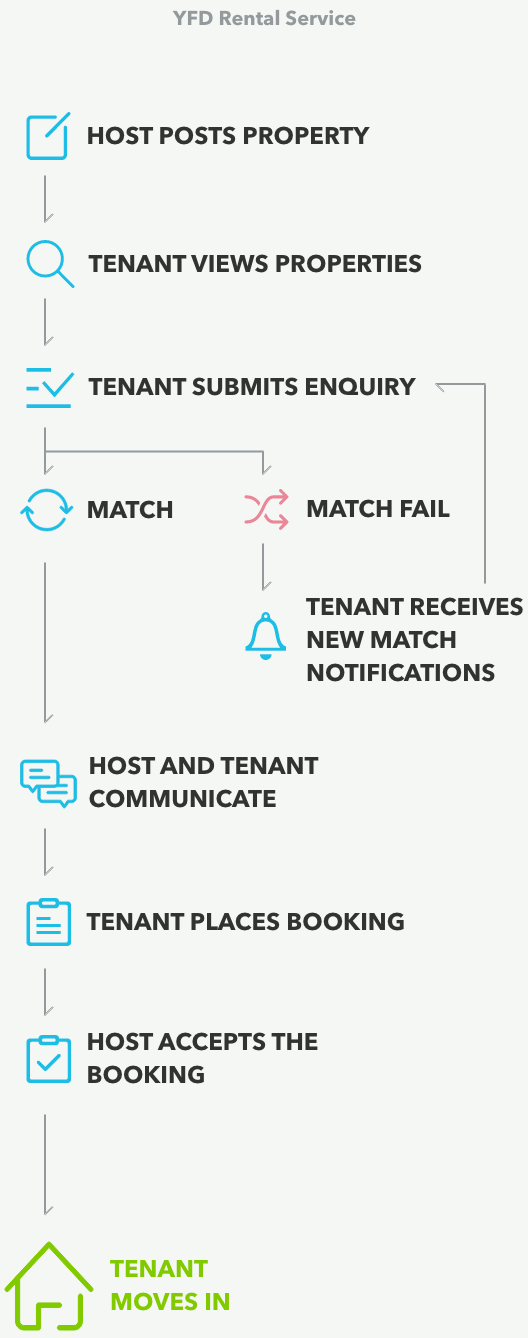 YFD Rental Service
HOST POSTS PROPERTY
TENANT VIEWS PROPERTIES
TENANT SUBMITS ENQUIRY
MATCH
MATCH FAIL
TENANT RECEIVES
NEW MATCH
NOTIFICATIONS
HOST AND TENANT
COMMUNICATE
TENANT PLACES BOOKING
HOST ACCEPTS THE
BOOKING
TENANT
MOVES IN